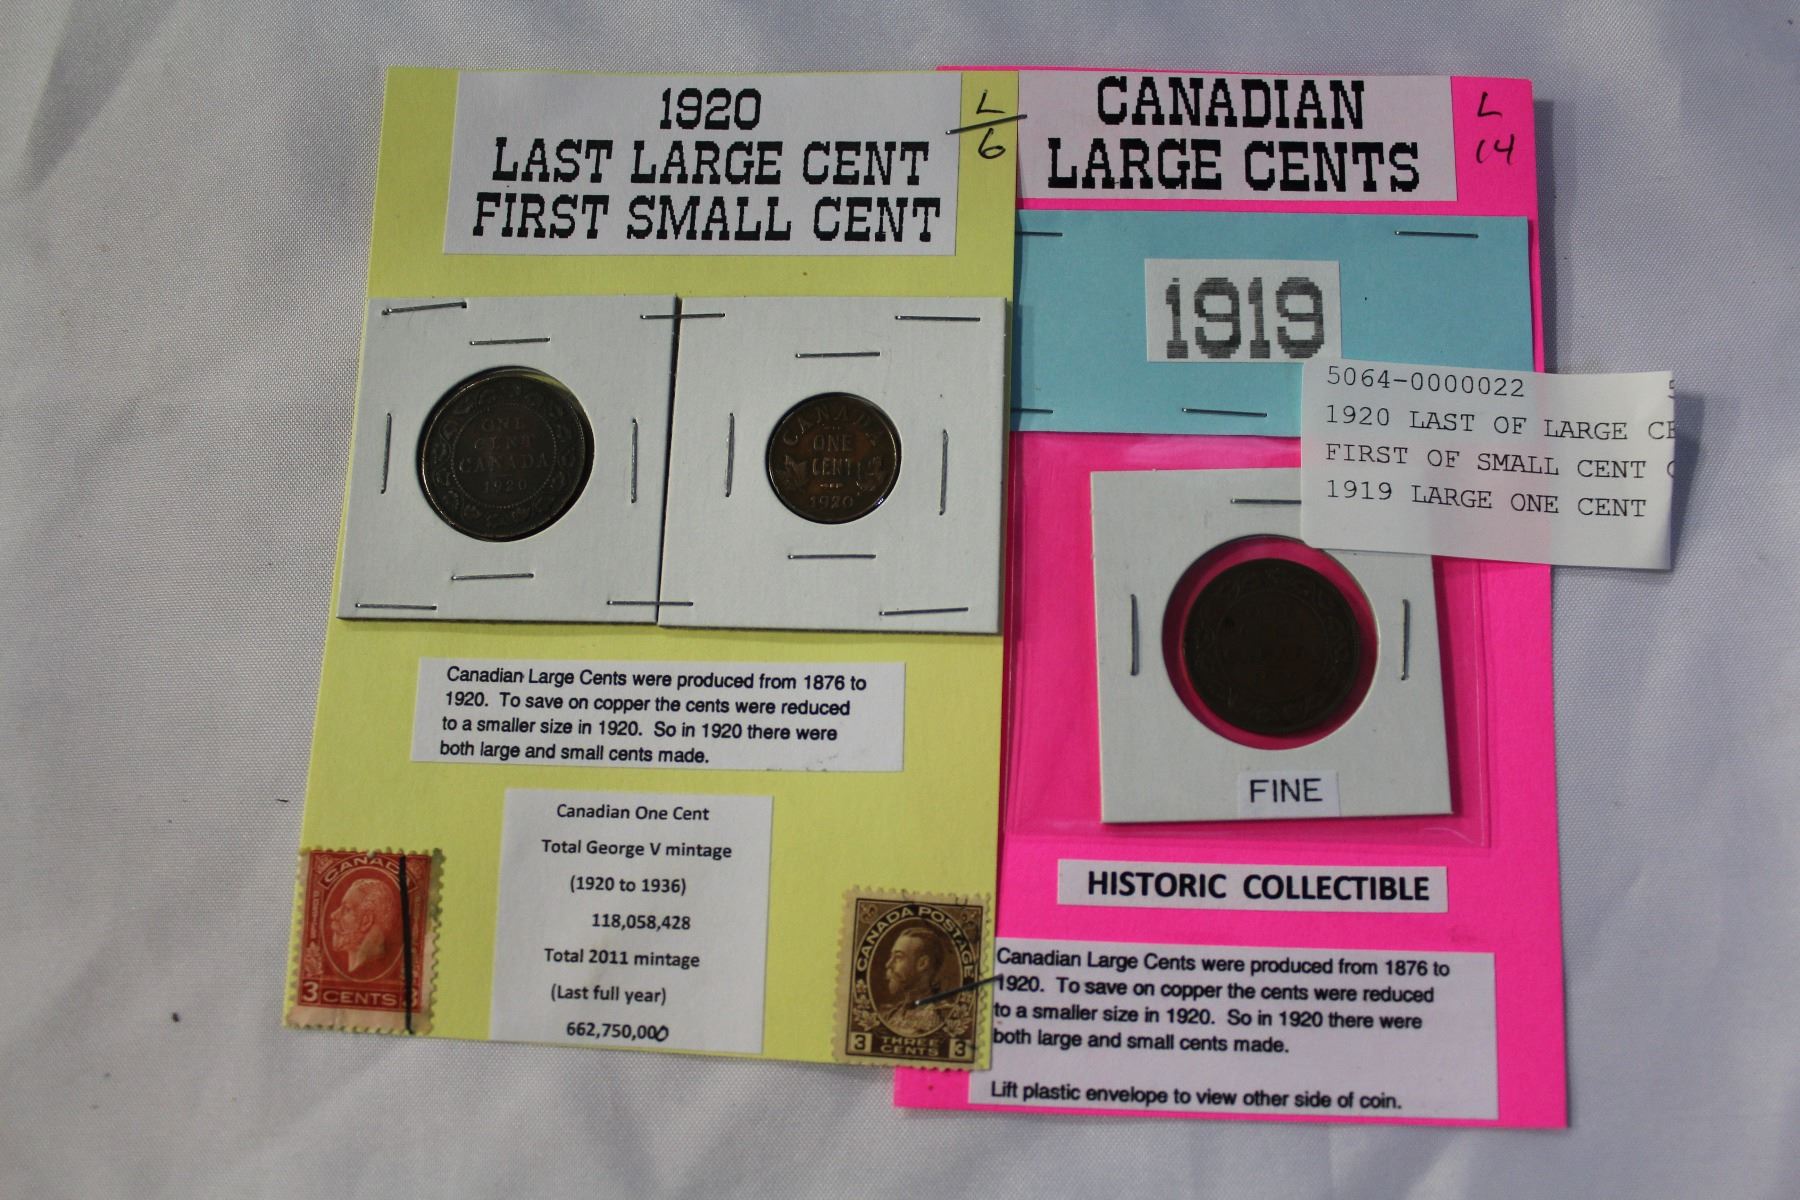 1920
LAST LARGE CENT
FIRST SMALL CENT
L
6
ONE
CENT
CANADA
1920
CANADA
ONE
CENT
1920
Canadian Large Cents were produced from 1876 to
1920. To save on copper the cents were reduced
to a smaller size in 1920. So in 1920 there were
both large and small cents made.
Canadian One Cent
Total George V mintage
(1920 to 1936)
118,058,428
Total 2011 mintage
(Last full year)
662,750,000
CANADA
3 CENTS 3
CANADA POSTAGE
3 THREE CENTS 3
CANADIAN
LARGE CENTS
L
14
1919
5064-0000022
1920 LAST OF LARGE
FIRST OF SMALL CENT
1919 LARGE ONE CENT
FINE
HISTORIC COLLECTIBLE
Canadian Large Cents were produced from 1876 to
1920. To save on copper the cents were reduced
to a smaller size in 1920. So in 1920 there were
both large and small cents made.
Lift plastic envelope to view other side of coin.